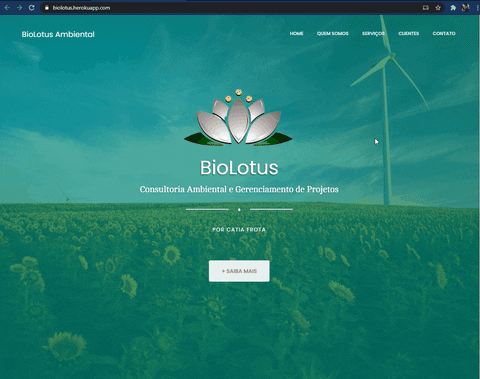 biolotus.herokuapp.com
BioLotus Ambiental
HOME QUEM SOMOS SERVIÇOS CLIENTES CONTATO
BioLotus
Consultoria Ambiental e Gerenciamento de Projetos
POR CATIA FROTA
+ SAIBA MAIS